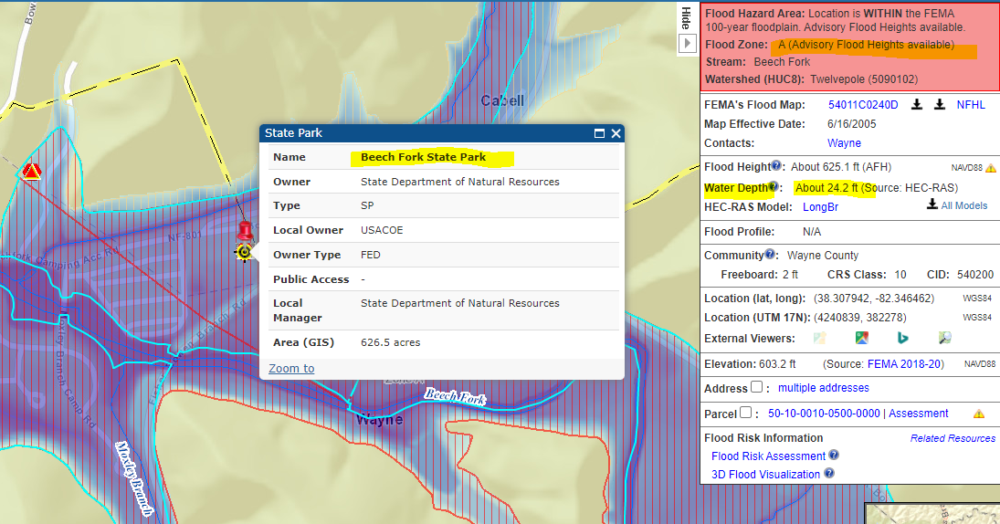 Bow
Cabell
NF-801
Camping Acc Rd
Moxley Branch Camp Rd
Branch Rd
Beech Fork
Wayne
Moxley Branch
State Park
Name Beech Fork State Park
Owner State Department of Natural Resources
Type SP
Local Owner USACOE
Owner Type FED
Public Access -
Local
Manager State Department of Natural Resources
Area (GIS) 626.5 acres
Zoom to
Hide
Flood Hazard Area: Location is WITHIN the FEMA
100-year floodplain. Advisory Flood Heights available.
Flood Zone: A (Advisory Flood Heights available)
Stream: Beech Fork
Watershed (HUC8): Twelvepole (5090102)
FEMA's Flood Map: 54011C0240D NFHL
Map Effective Date: 6/16/2005
Contacts: Wayne
Flood Height?: About 625.1 ft (AFH) NAVD88
Water Depth?: About 24.2 ft (Source: HEC-RAS)
HEC-RAS Model: LongBr All Models
Flood Profile: N/A
Community?: Wayne County
Freeboard: 2 ft CRS Class: 10 CID: 540200
Location (lat, long): (38.307942, -82.346462) WGS84
Location (UTM 17N): (4240839, 382278) WGS84
External Viewers:
Elevation: 603.2 ft (Source: FEMA 2018-20) NAVD88
Address : multiple addresses
Parcel : 50-10-0010-0500-0000 | Assessment
Flood Risk Information Related Resources
Flood Risk Assessment ?
3D Flood Visualization ?